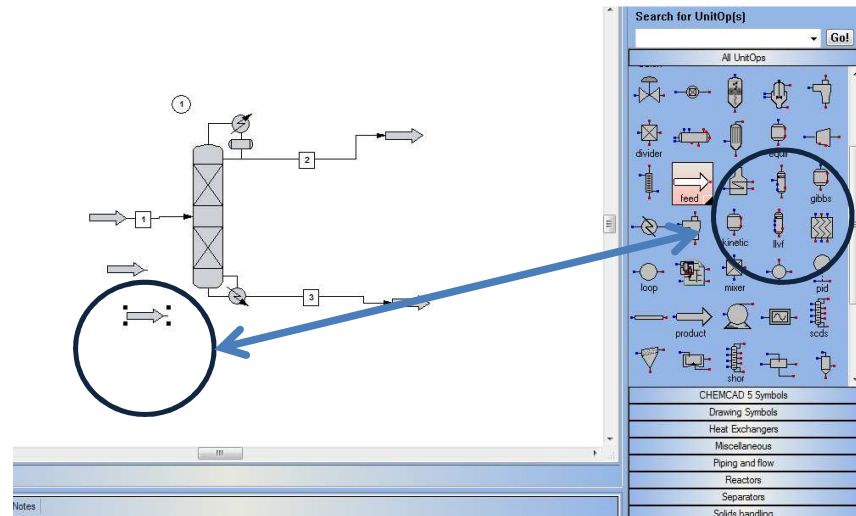 Search for UnitOp(s)
Go!
All UnitOps
1
divider
equil
2
feed
gibbs
1
kinetic
llvf
loop
mixer
pid
3
product
scds
shor
CHEMCAD 5 Symbols
Drawing Symbols
Heat Exchangers
Miscellaneous
Piping and flow
Reactors
Separators
Solids handling
Notes